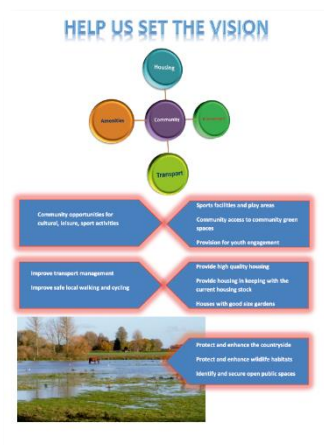 HELP US SET THE VISION
Housing
Amenities
Community
Transport
Community opportunities for
cultural, leisure, sport activities
Sports facilities and play areas
Community access to community green
spaces
Provision for youth engagement
Improve transport management
Improve safe local walking and cycling
Provide high quality housing
Provide housing in keeping with the
current housing stock
Houses with good size gardens
Protect and enhance the countryside
Protect and enhance wildlife habitats
Identify and secure open public spaces